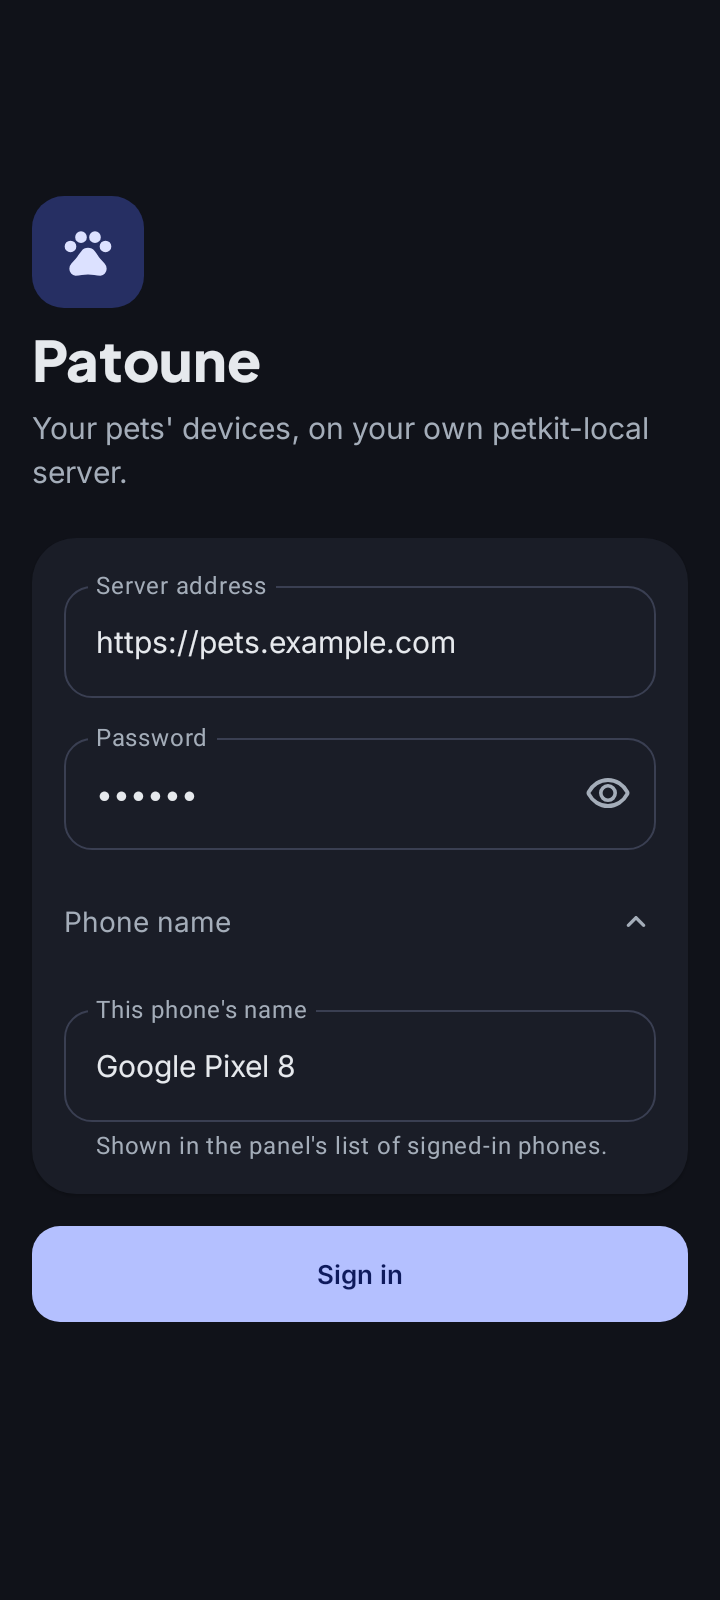 Patoune
Your pets' devices, on your own petkit-local
server.
Server address
https://pets.example.com
Password
••••••
Phone name
This phone's name
Google Pixel 8
Shown in the panel's list of signed-in phones.
Sign in